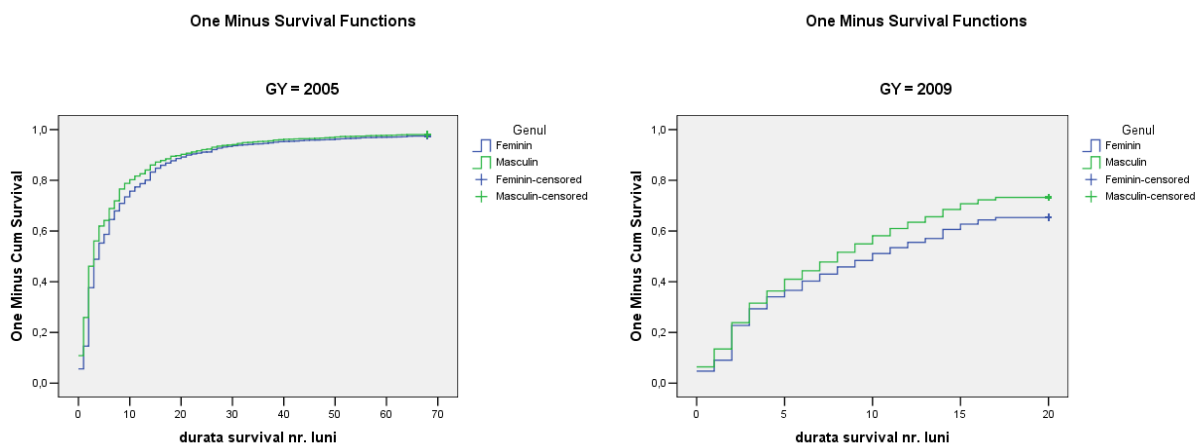 One Minus Survival Functions
GY = 2005
One Minus Cum Survival
1,0
0,8
0,6
0,4
0,2
0,0
0
10
20
30
40
50
60
70
durata survival nr. luni
Genul
Feminin
Masculin
Feminin-censored
Masculin-censored
One Minus Survival Functions
GY = 2009
One Minus Cum Survival
1,0
0,8
0,6
0,4
0,2
0,0
0
5
10
15
20
durata survival nr. luni
Genul
Feminin
Masculin
Feminin-censored
Masculin-censored